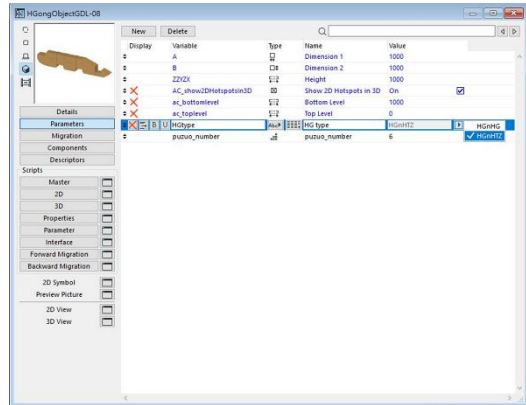 HGongObjectGDL-08
New Delete
Display Variable Type Name Value
A Dimension 1 1000
B Dimension 2 1000
ZZYZX Height 1000
AC_show2DHotspotsIn3D Show 2D Hotspots in 3D On
ac_bottomlevel Bottom Level 1000
ac_toplevel Top Level 0
B U HGtype Abc HG type HGnHTZ
HGnHG
HGnHTZ
puzuo_number puzuo_number 6
Details
Parameters
Migration
Components
Descriptors
Scripts
Master
2D
3D
Properties
Parameter
Interface
Forward Migration
Backward Migration
2D Symbol
Preview Picture
2D View
3D View